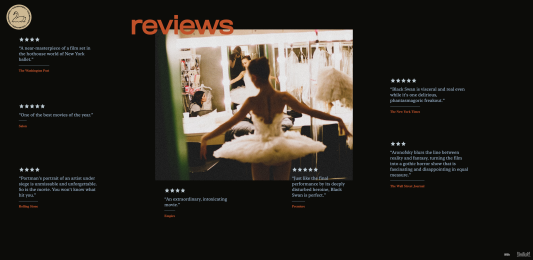 reviews
"A near-masterpiece of a film set in
the hothouse world of New York
ballet."
The Washington Post
"One of the best movies of the year."
"Portman's portrait of an artist under
siege is unmissable and unforgettable.
So is the movie. You won't know what
hit you."
Rolling Stone
"An extraordinary, intoxicating
movie."
Empire
"Just like the final
performance by its deeply
disturbed heroine, Black
Swan is perfect."
Premiere
"Black Swan is visceral and real even
while it's one delirious,
phantasmagoric freakout."
The New York Times
"Aronofsky blurs the line between
reality and fantasy, turning the film
into a gothic horror show that is
fascinating and disappointing in equal
measure."
The Wall Street Journal